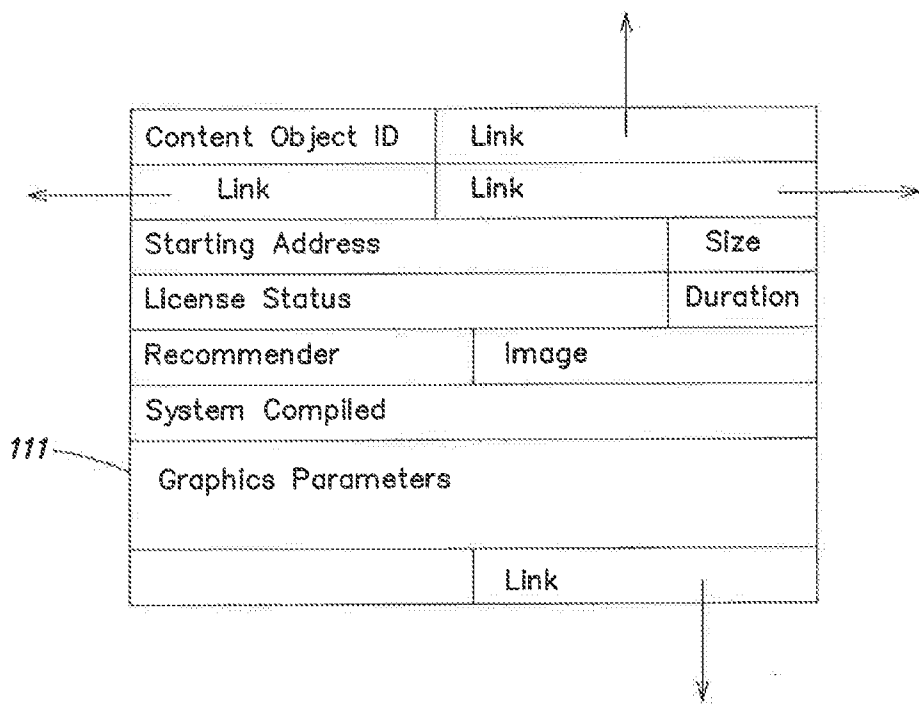 Content Object ID Link
Link Link
Starting Address Size
License Status Duration
Recommender Image
System Compiled
111
Graphics Parameters
Link